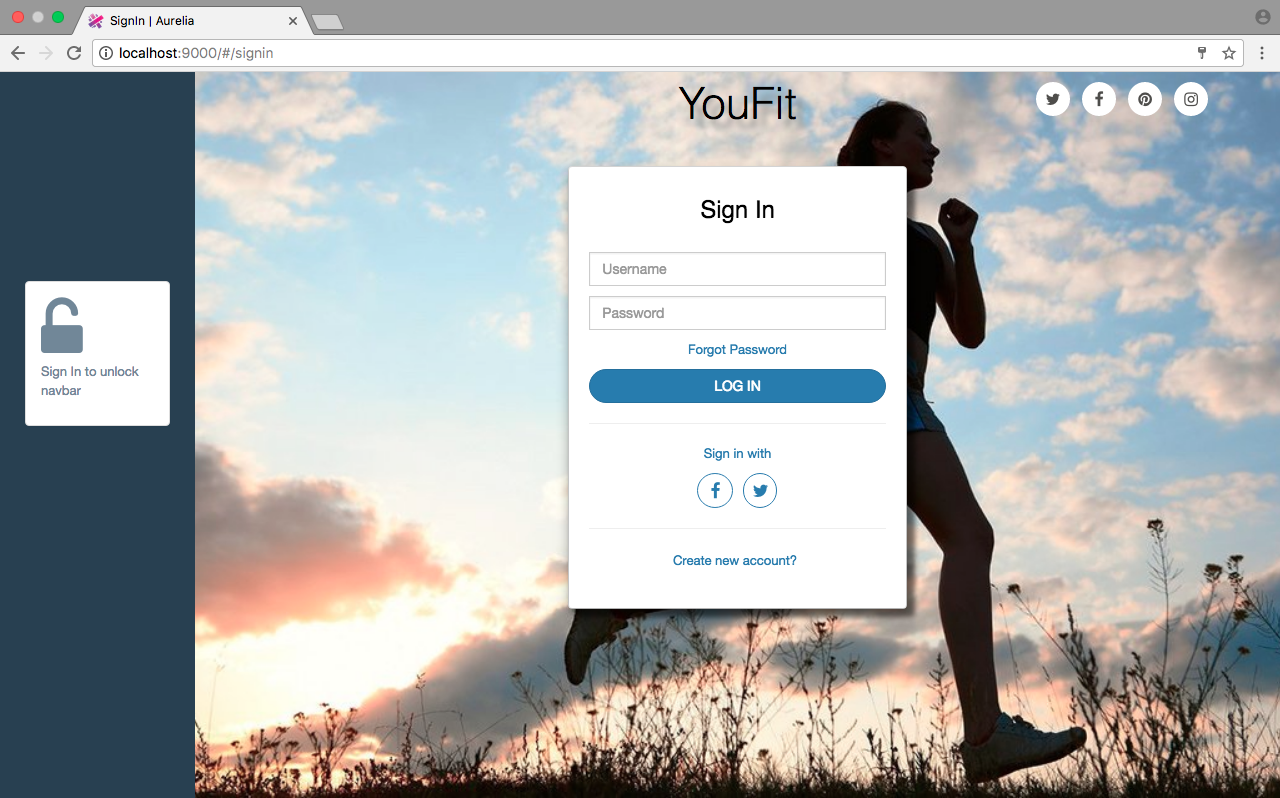 SignIn | Aurelia
localhost:9000/#/signin
YouFit
Sign In
Username
Password
Forgot Password
LOG IN
Sign in with
Create new account?
Sign In to unlock
navbar